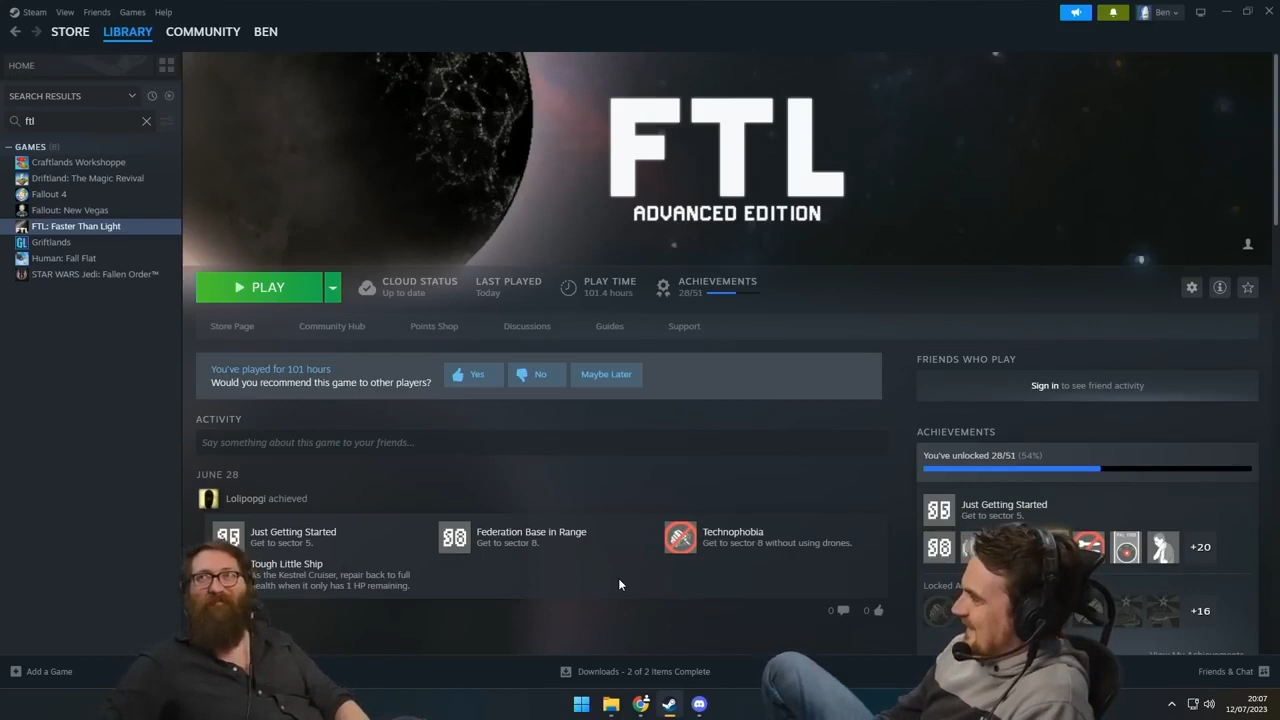 Steam View Friends Games Help
Ben
STORE LIBRARY COMMUNITY BEN
HOME
SEARCH RESULTS
ftl
GAMES (8)
Craftlands Workshoppe
Driftland: The Magic Revival
Fallout 4
Fallout: New Vegas
FTL: Faster Than Light
Griftlands
Human: Fall Flat
STAR WARS Jedi: Fallen Order™
FTL
ADVANCED EDITION
PLAY
CLOUD STATUS
Up to date
LAST PLAYED
Today
PLAY TIME
101.4 hours
ACHIEVEMENTS
28/51
Store Page Community Hub Points Shop Discussions Guides Support
You've played for 101 hours
Would you recommend this game to other players?
Yes No Maybe Later
ACTIVITY
Say something about this game to your friends...
JUNE 28
Lolipopgi achieved
Just Getting Started
Get to sector 5.
Federation Base in Range
Get to sector 8.
Technophobia
Get to sector 8 without using drones.
Tough Little Ship
the Kestrel Cruiser, repair back to full
health when it only has 1 HP remaining.
0 0
FRIENDS WHO PLAY
Sign in to see friend activity
ACHIEVEMENTS
You've unlocked 28/51 (54%)
Just Getting Started
Get to sector 5.
+20
Locked
+16
View My Achievements
Add a Game
Downloads - 2 of 2 Items Complete
Friends & Chat
20:07
12/07/2023